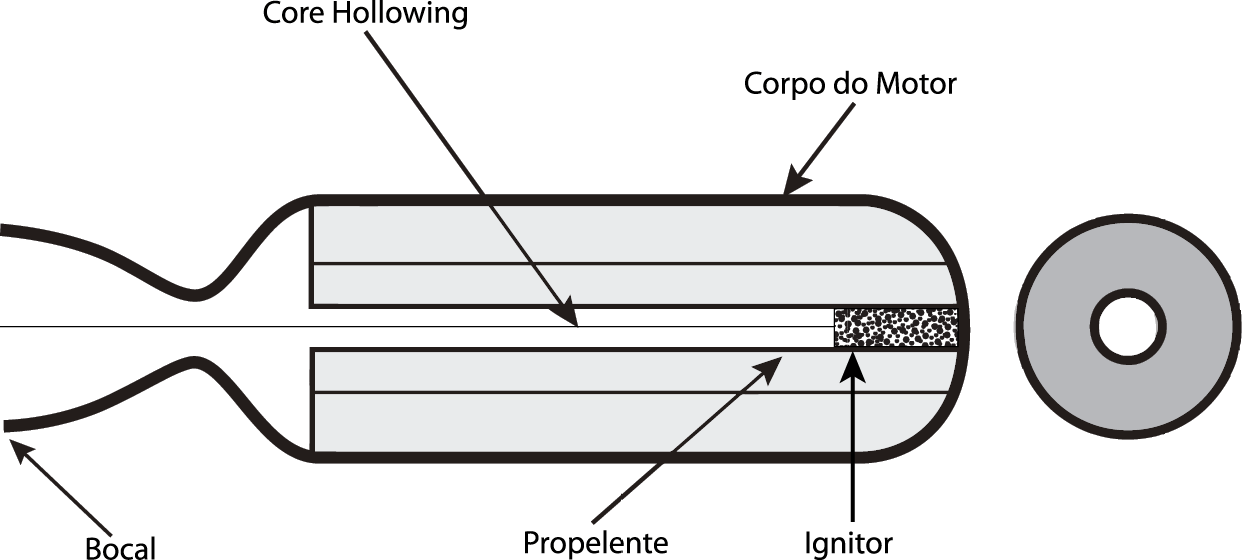 Core Hollowing
Corpo do Motor
Bocal
Propelente
Ignitor